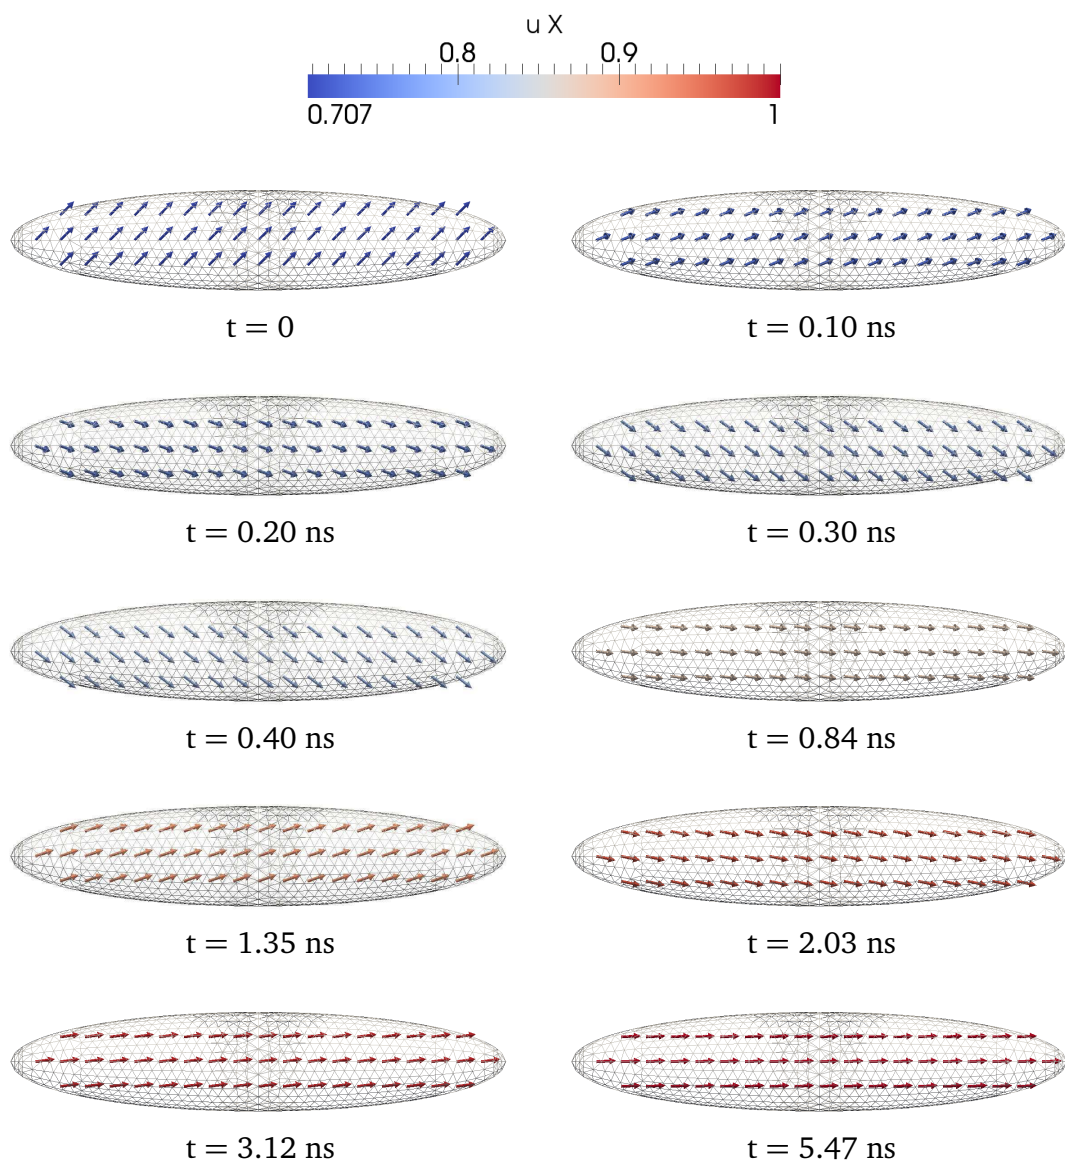 u X
0.8 0.9
0.707 1
t = 0 t = 0.10 ns
t = 0.20 ns t = 0.30 ns
t = 0.40 ns t = 0.84 ns
t = 1.35 ns t = 2.03 ns
t = 3.12 ns t = 5.47 ns